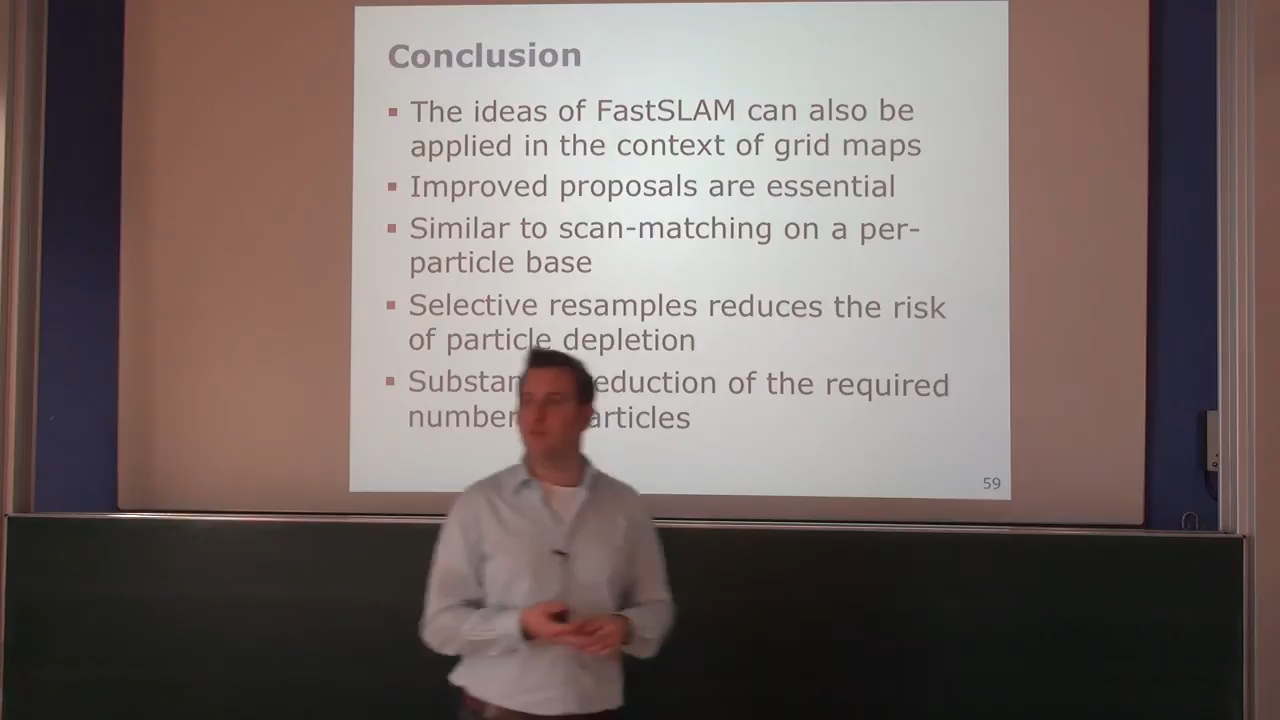 Conclusion
▪ The ideas of FastSLAM can also be
applied in the context of grid maps
▪ Improved proposals are essential
▪ Similar to scan-matching on a per-
particle base
▪ Selective resamples reduces the risk
of particle depletion
▪ eduction of the required
number articles
59